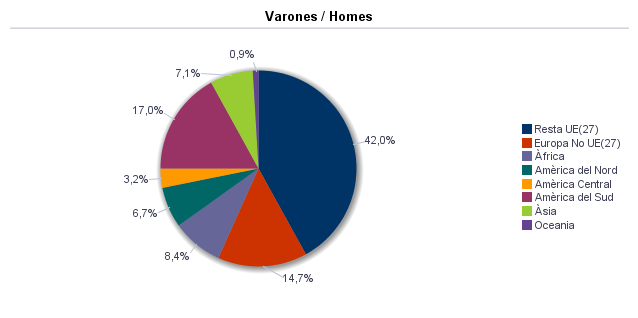 Varones / Homes
0,9%
7,1%
17,0%
42,0%
3,2%
6,7%
8,4%
14,7%
Resta UE(27)
Europa No UE(27)
Àfrica
Amèrica del Nord
Amèrica Central
Amèrica del Sud
Àsia
Oceania